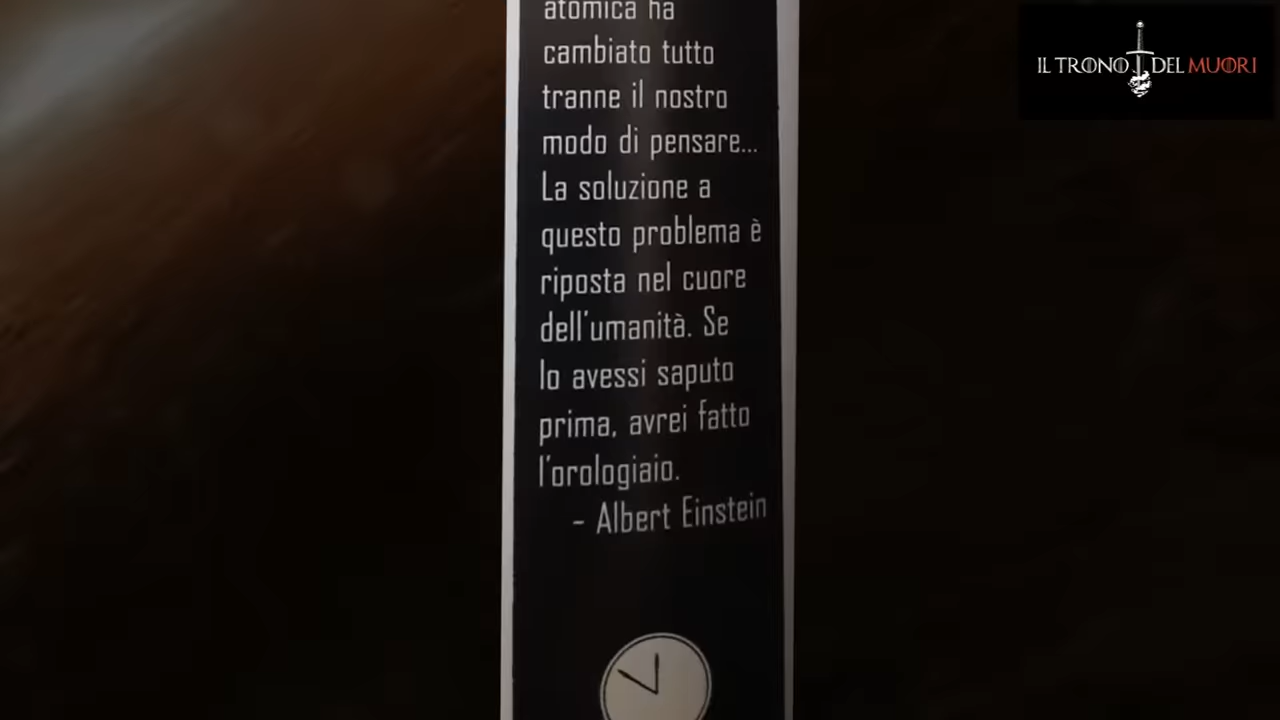 atomica ha
cambiato tutto
tranne il nostro
modo di pensare...
La soluzione a
questo problema è
riposta nel cuore
dell'umanità. Se
lo avessi saputo
prima, avrei fatto
l'orologiaio.
- Albert Einstein
IL TRONO DEL MUORI